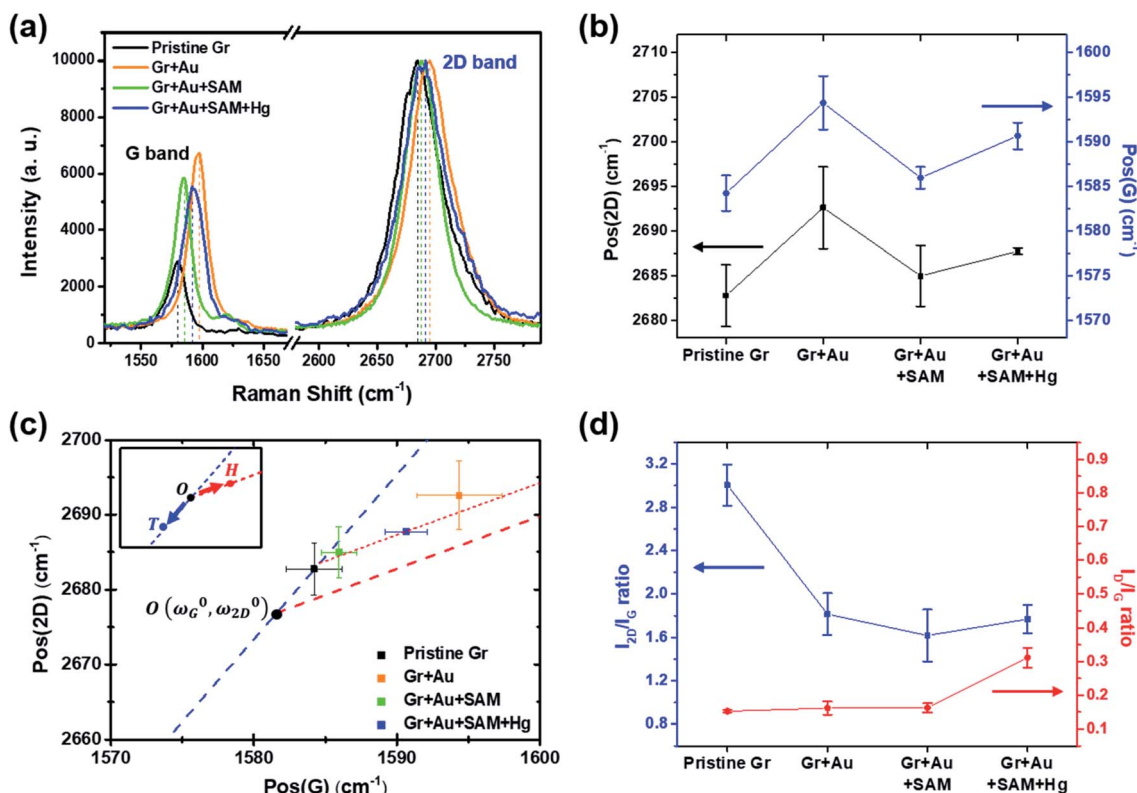 (a)
Pristine Gr
Gr+Au
Gr+Au+SAM
Gr+Au+SAM+Hg
2D band
G band
10000
8000
6000
4000
2000
0
Intensity (a. u.)
1550 1600 1650 2600 2650 2700 2750
Raman Shift (cm⁻¹)
(b)
2710
2705
2700
2695
2690
2685
2680
Pos(2D) (cm⁻¹)
1600
1595
1590
1585
1580
1575
1570
Pos(G) (cm⁻¹)
Pristine Gr Gr+Au Gr+Au Gr+Au
+SAM +SAM+Hg
(c)
2700
2690
2680
2670
2660
Pos(2D) (cm⁻¹)
H
O
T
O (ω_G⁰, ω_2D⁰)
Pristine Gr
Gr+Au
Gr+Au+SAM
Gr+Au+SAM+Hg
1570 1580 1590 1600
Pos(G) (cm⁻¹)
(d)
3.2
2.8
2.4
2.0
1.6
1.2
0.8
I2D/IG ratio
0.9
0.8
0.7
0.6
0.5
0.4
0.3
0.2
0.1
ID/IG ratio
Pristine Gr Gr+Au Gr+Au Gr+Au
+SAM +SAM+Hg